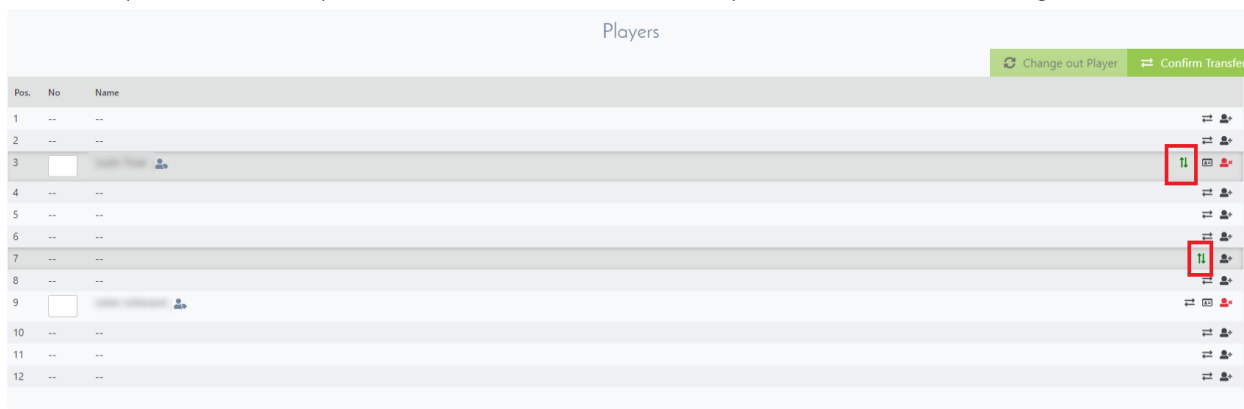 Players
Change out Player Confirm Transfe
Pos. No Name
1 -- --
2 -- --
3
4 -- --
5 -- --
6 -- --
7 -- --
8 -- --
9
10 -- --
11 -- --
12 -- --